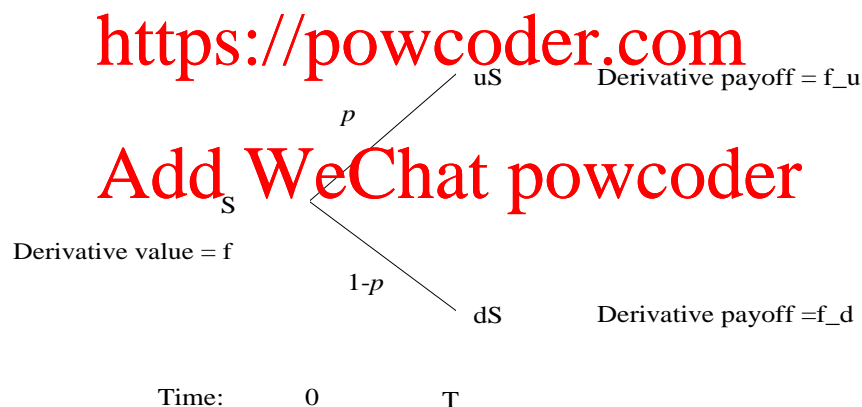 https://powcoder.com
uS Derivative payoff = f_u
p
Add WeChat powcoder
S
Derivative value = f
1-p
dS Derivative payoff =f_d
Time: 0 T